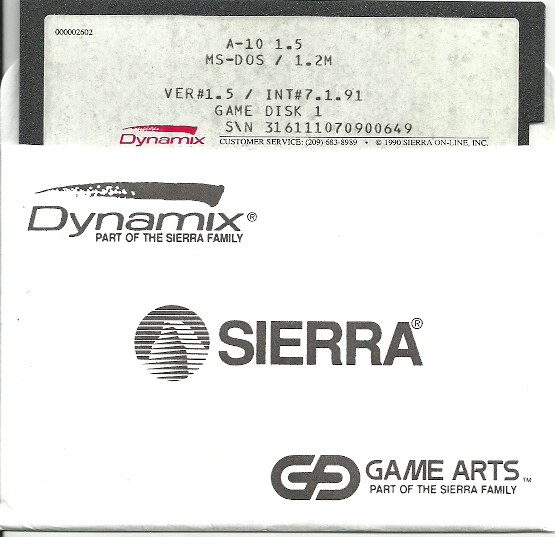 000002602
A-10 1.5
MS-DOS / 1.2M
VER#1.5 / INT#7.1.91
GAME DISK 1
S\N 316111070900649
Dynamix CUSTOMER SERVICE: (209) 683-8989 • © 1990 SIERRA ON-LINE, INC.
Dynamix®
PART OF THE SIERRA FAMILY
SIERRA®
GAME ARTS™
PART OF THE SIERRA FAMILY